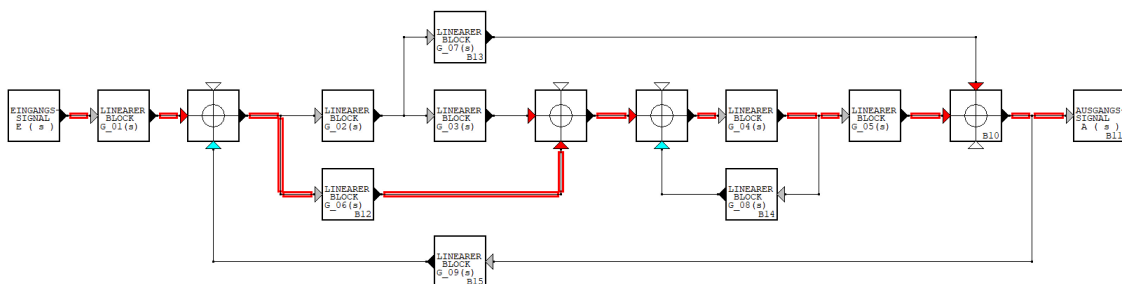 LINEARER
BLOCK
G_07(s)
B13
EINGANGS-
SIGNAL
E ( s )
LINEARER
BLOCK
G_01(s)
LINEARER
BLOCK
G_02(s)
LINEARER
BLOCK
G_03(s)
LINEARER
BLOCK
G_04(s)
LINEARER
BLOCK
G_05(s)
B10
AUSGANGS-
SIGNAL
A ( s )
B11
LINEARER
BLOCK
G_06(s)
B12
LINEARER
BLOCK
G_08(s)
B14
LINEARER
BLOCK
G_09(s)
B15